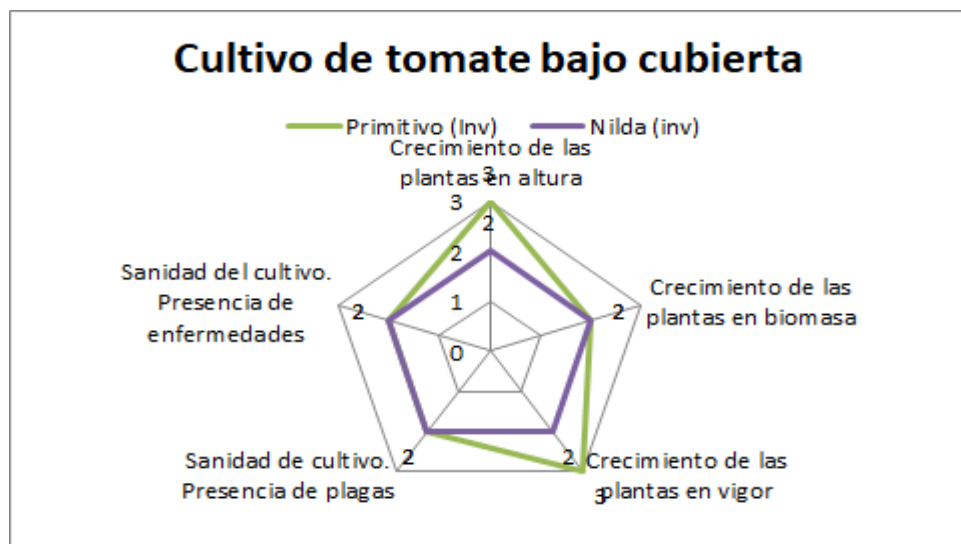 Cultivo de tomate bajo cubierta
Primitivo (Inv) Nilda (inv)
Crecimiento de las
plantas en altura
3
3
2
2
1
0
Sanidad del cultivo.
Presencia de
enfermedades
2
2
Crecimiento de las
plantas en biomasa
Sanidad de cultivo.
Presencia de plagas
2
2
3
Crecimiento de las
plantas en vigor